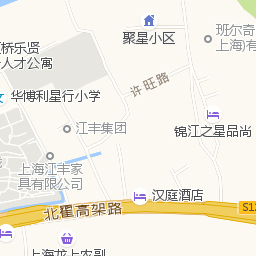 桥乐贤
人才公寓
聚星小区
班尔奇
上海)有
许旺路
华博利星行小学
江丰集团
锦江之星品尚
上海江丰家
具有限公司
汉庭酒店
北翟高架路
S12
上海龙上农副